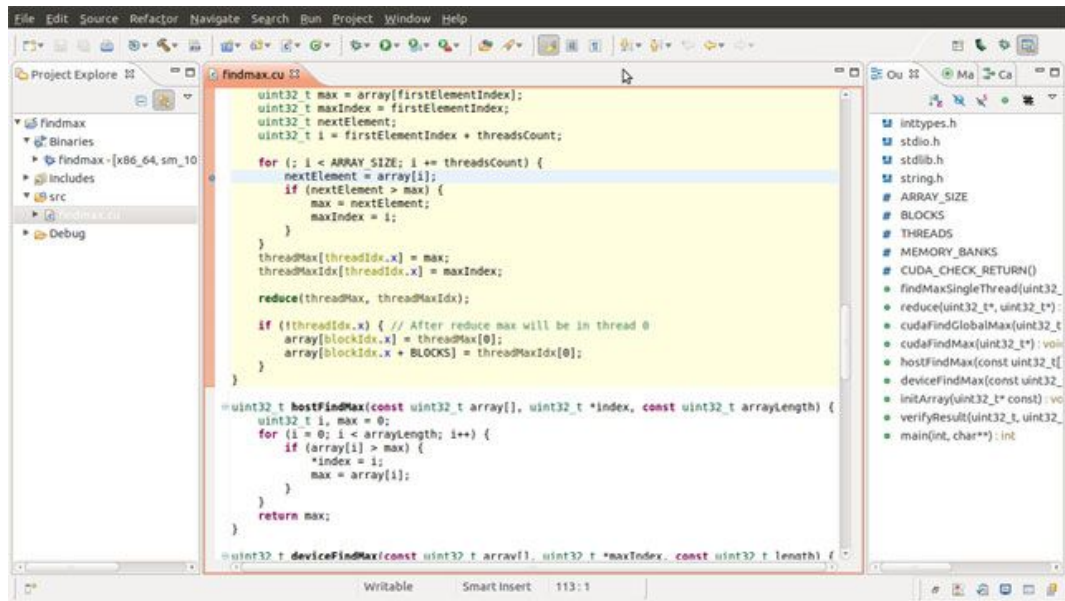 File Edit Source Refactor Navigate Search Run Project Window Help
Project Explore
findmax
Binaries
findmax - [x86_64, sm_10
Includes
src
findmax.cu
Debug
findmax.cu
uint32_t max = array[firstElementIndex];
uint32_t maxIndex = firstElementIndex;
uint32_t nextElement;
uint32_t i = firstElementIndex + threadsCount;
for (; i < ARRAY_SIZE; i += threadsCount) {
nextElement = array[i];
if (nextElement > max) {
max = nextElement;
maxIndex = i;
}
}
threadMax[threadIdx.x] = max;
threadMaxIdx[threadIdx.x] = maxIndex;
reduce(threadMax, threadMaxIdx);
if (!threadIdx.x) { // After reduce max will be in thread 0
array[blockIdx.x] = threadMax[0];
array[blockIdx.x + BLOCKS] = threadMaxIdx[0];
}
}
uint32_t hostFindMax(const uint32_t array[], uint32_t *index, const uint32_t arrayLength) {
uint32_t i, max = 0;
for (i = 0; i < arrayLength; i++) {
if (array[i] > max) {
*index = i;
max = array[i];
}
}
return max;
}
uint32_t deviceFindMax(const uint32_t array[], uint32_t *maxIndex, const uint32_t length) {
Ou Ma Ca
inttypes.h
stdio.h
stdlib.h
string.h
ARRAY_SIZE
BLOCKS
THREADS
MEMORY_BANKS
CUDA_CHECK_RETURN()
findMaxSingleThread(uint32_
reduce(uint32_t*, uint32_t*) :
cudaFindGlobalMax(uint32_t
cudaFindMax(uint32_t*) : voi
hostFindMax(const uint32_t[
deviceFindMax(const uint32_
initArray(uint32_t* const) : vo
verifyResult(uint32_t, uint32_
main(int, char**) : int
Writable Smart Insert 113 : 1